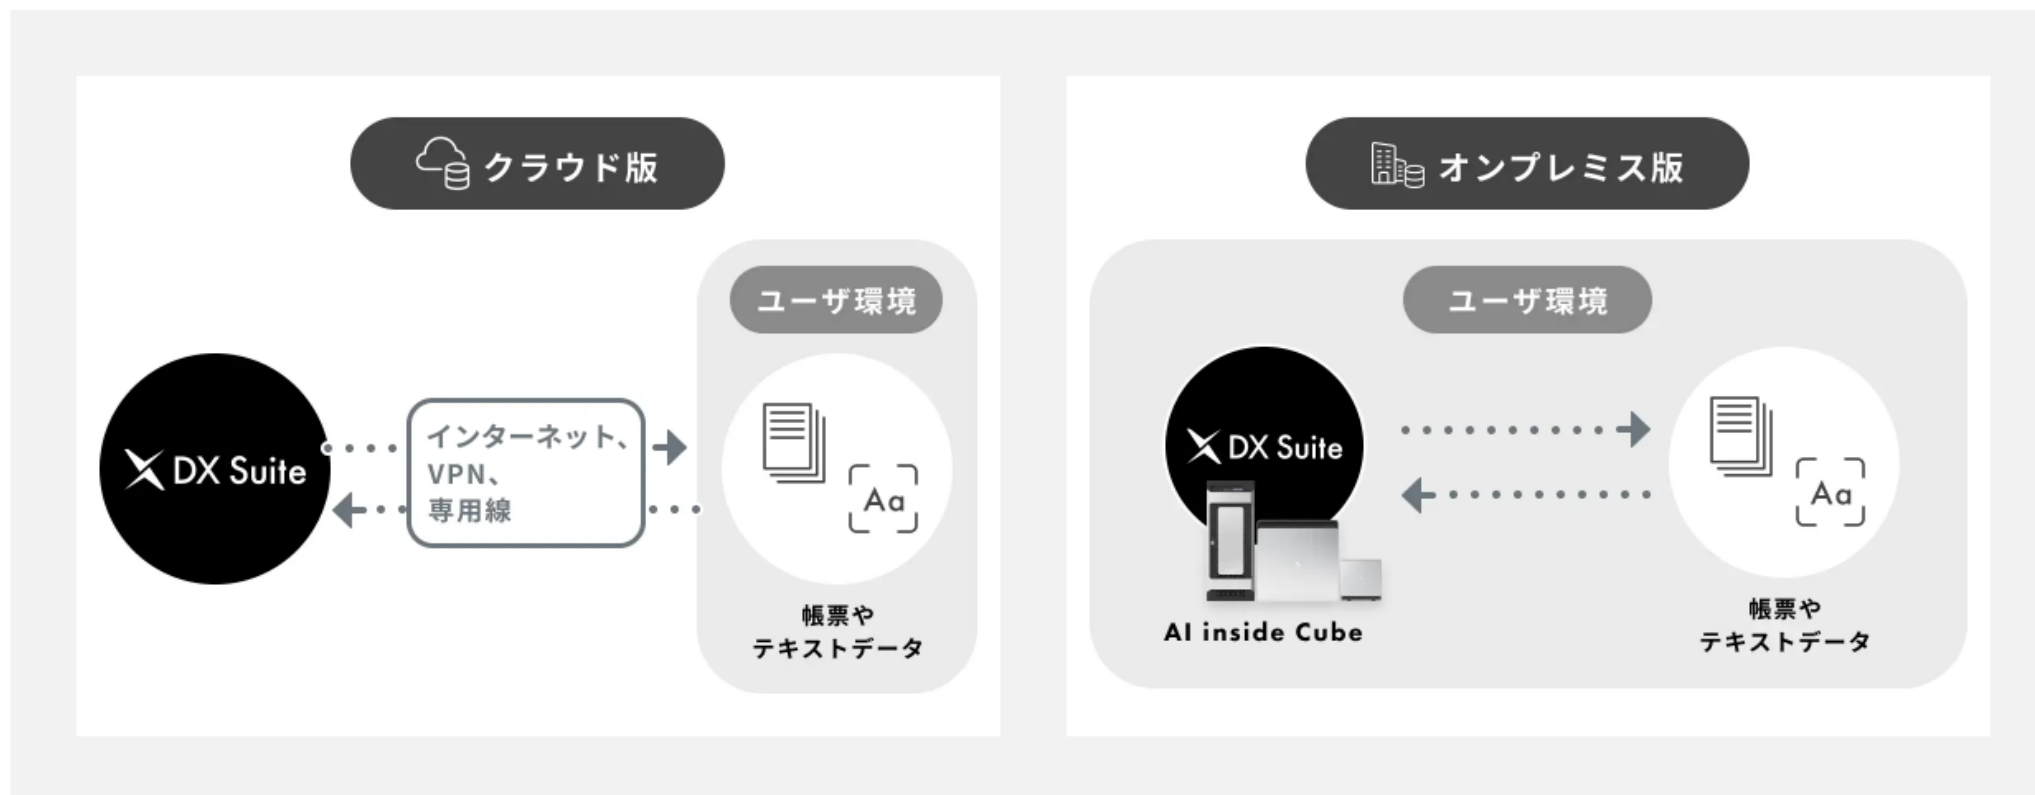 クラウド版
ユーザ環境
DX Suite
インターネット、
VPN、
専用線
Aa
帳票や
テキストデータ
オンプレミス版
ユーザ環境
DX Suite
AI inside Cube
Aa
帳票や
テキストデータ